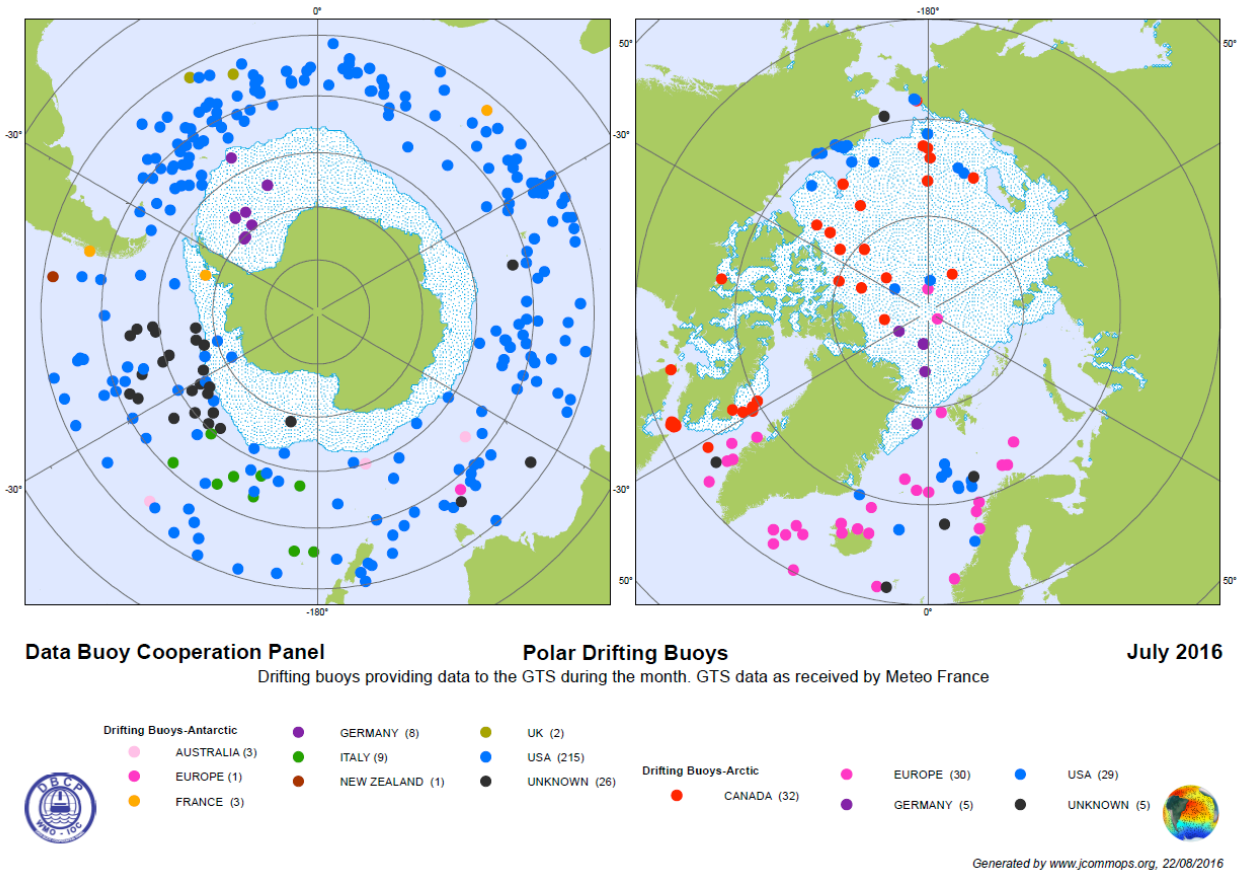 0°
-180°
50°
50°
-30°
-30°
-30°
-30°
50°
50°
-180°
0°
Data Buoy Cooperation Panel
Polar Drifting Buoys
July 2016
Drifting buoys providing data to the GTS during the month. GTS data as received by Meteo France
Drifting Buoys-Antarctic
AUSTRALIA (3)
EUROPE (1)
FRANCE (3)
GERMANY (8)
ITALY (9)
NEW ZEALAND (1)
UK (2)
USA (215)
UNKNOWN (26)
Drifting Buoys-Arctic
CANADA (32)
EUROPE (30)
GERMANY (5)
USA (29)
UNKNOWN (5)
DBCP
WMO - IOC
Generated by www.jcommops.org, 22/08/2016